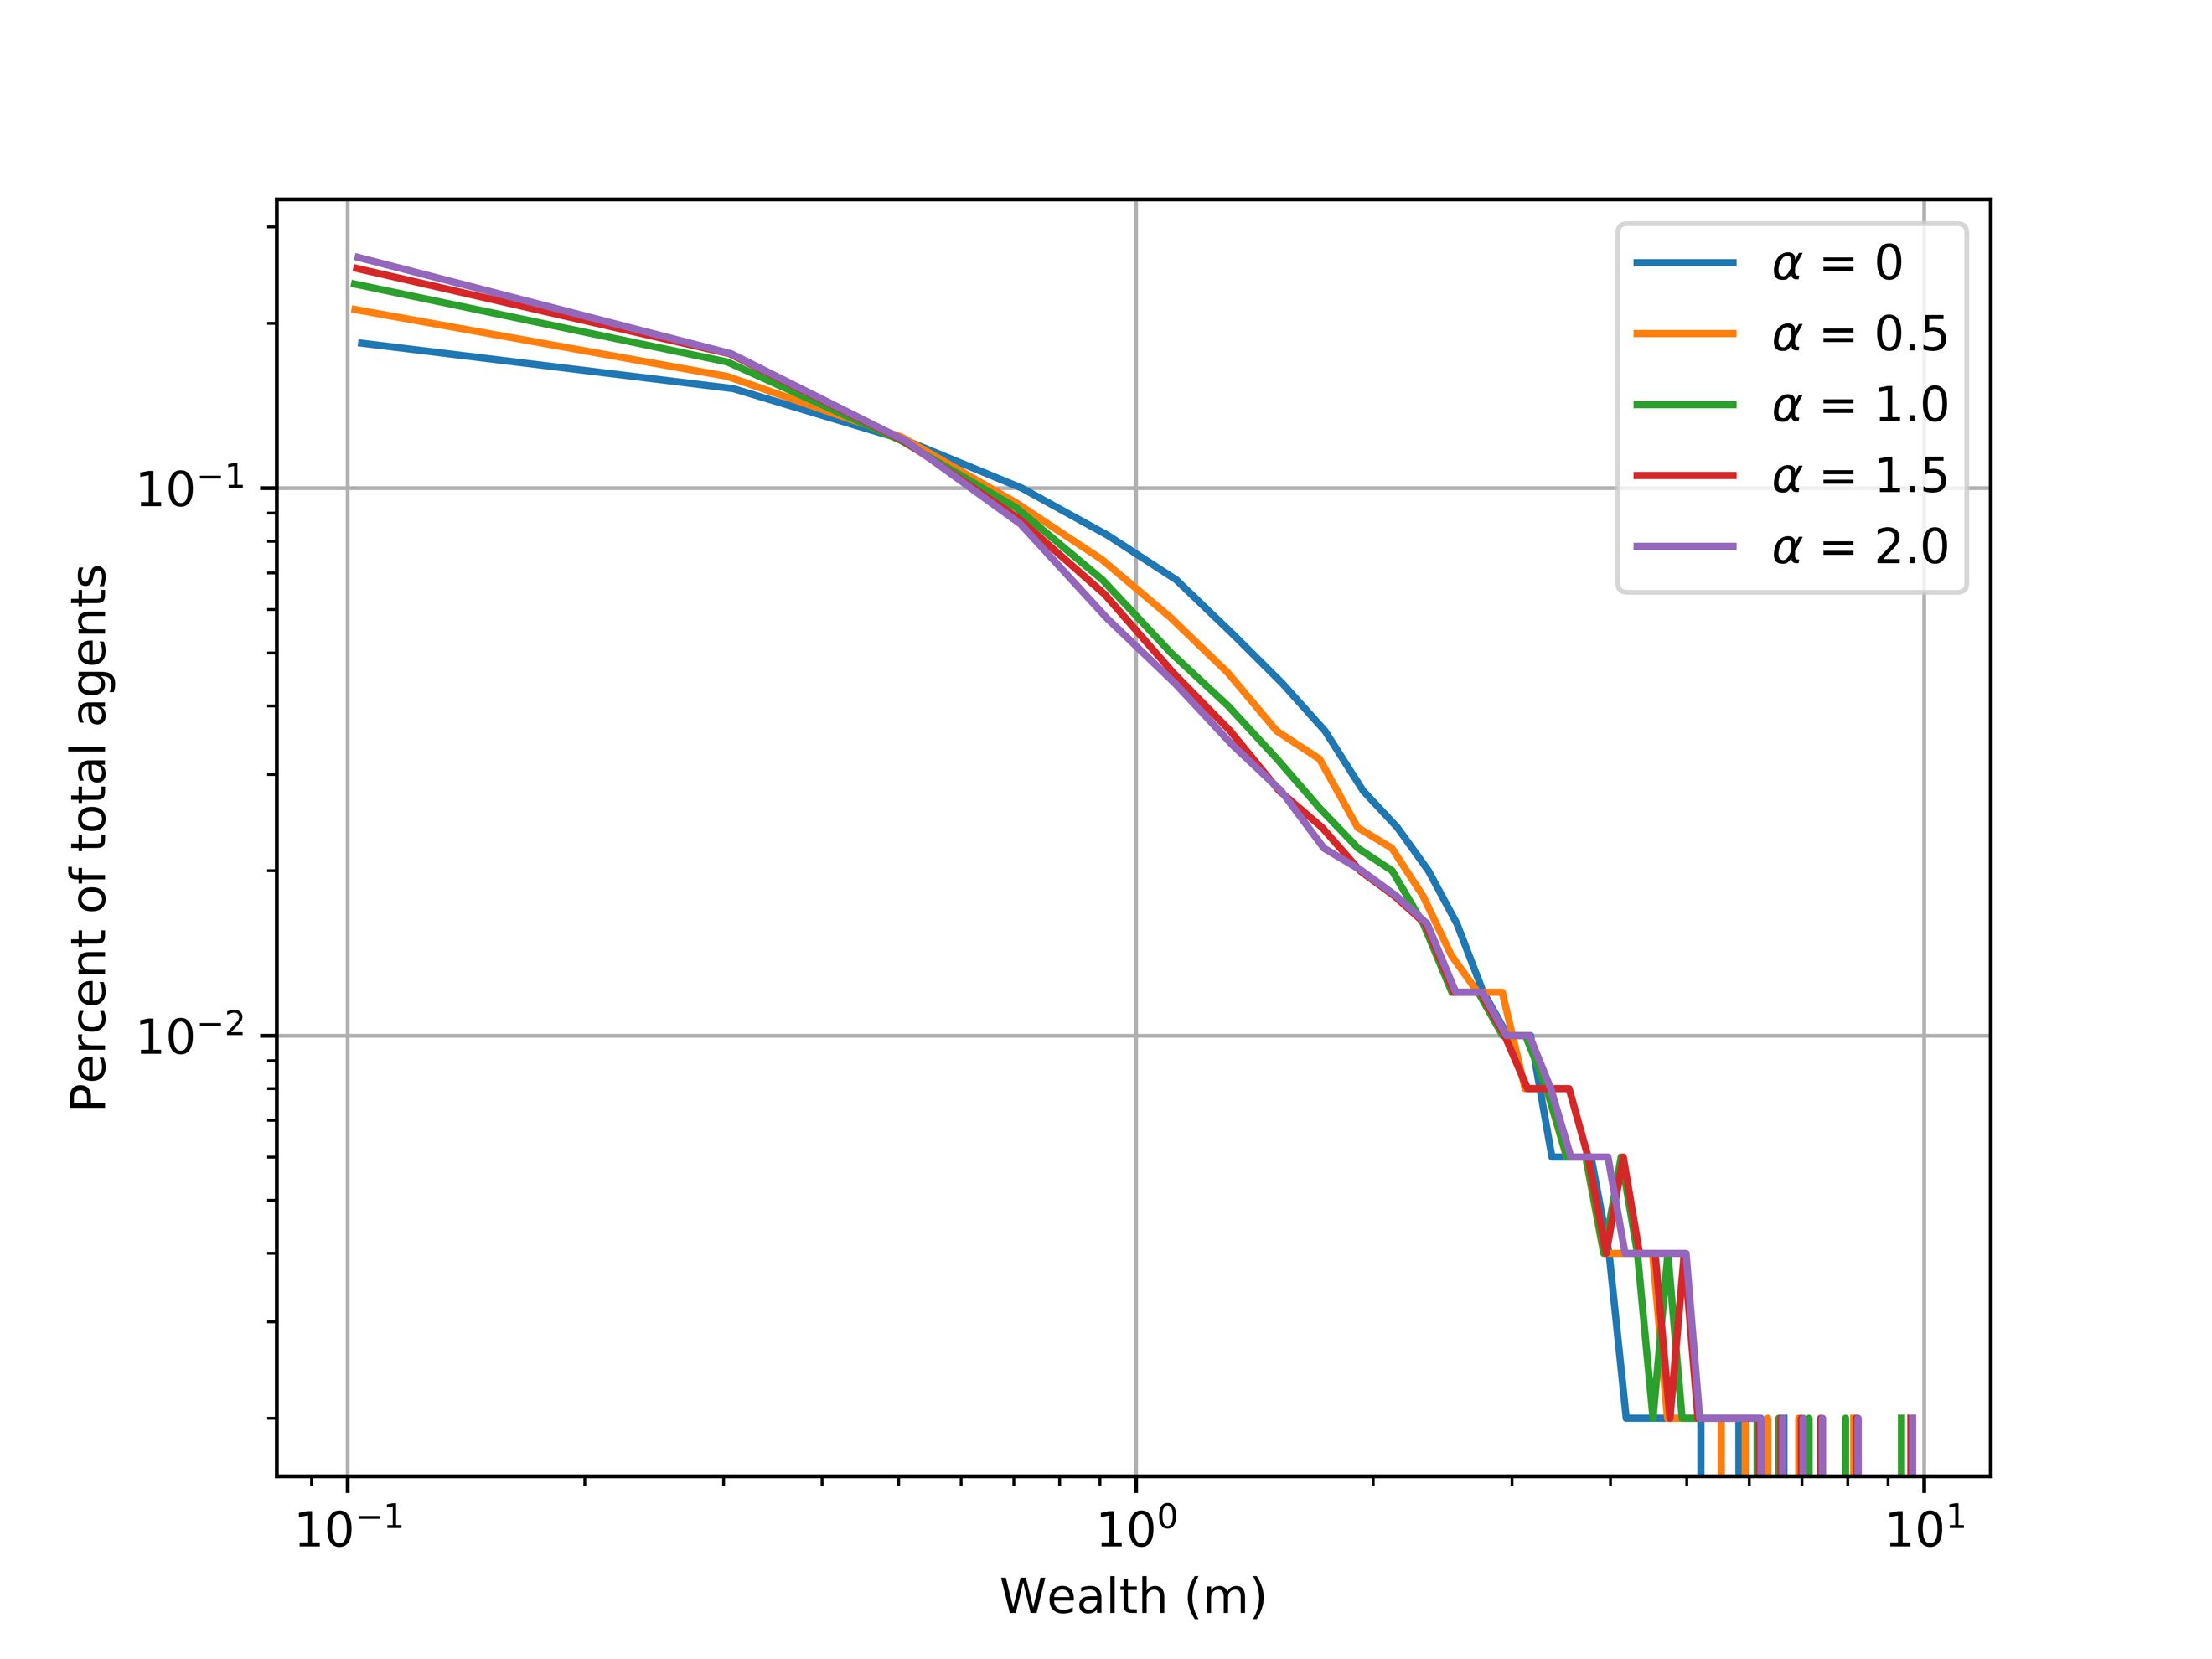 α = 0
α = 0.5
α = 1.0
α = 1.5
α = 2.0
10⁻¹
10⁻²
Percent of total agents
10⁻¹
10⁰
10¹
Wealth (m)